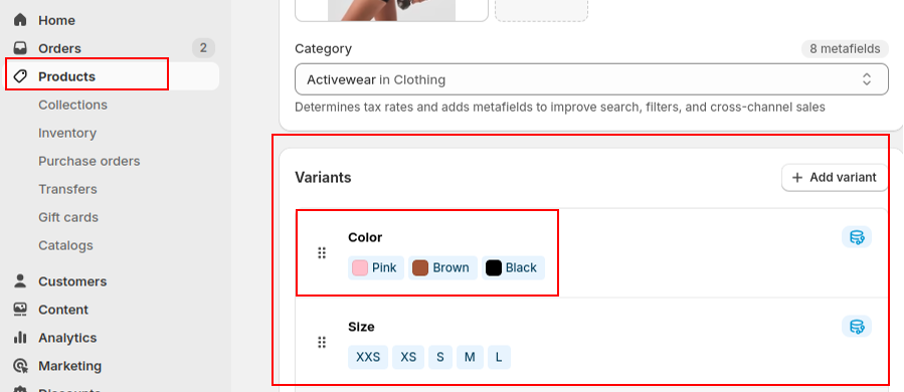 Home
Orders 2
Products
Collections
Inventory
Purchase orders
Transfers
Gift cards
Catalogs
Customers
Content
Analytics
Marketing
Discounts
Category 8 metafields
Activewear in Clothing
Determines tax rates and adds metafields to improve search, filters, and cross-channel sales
Variants + Add variant
Color
Pink Brown Black
Size
XXS XS S M L